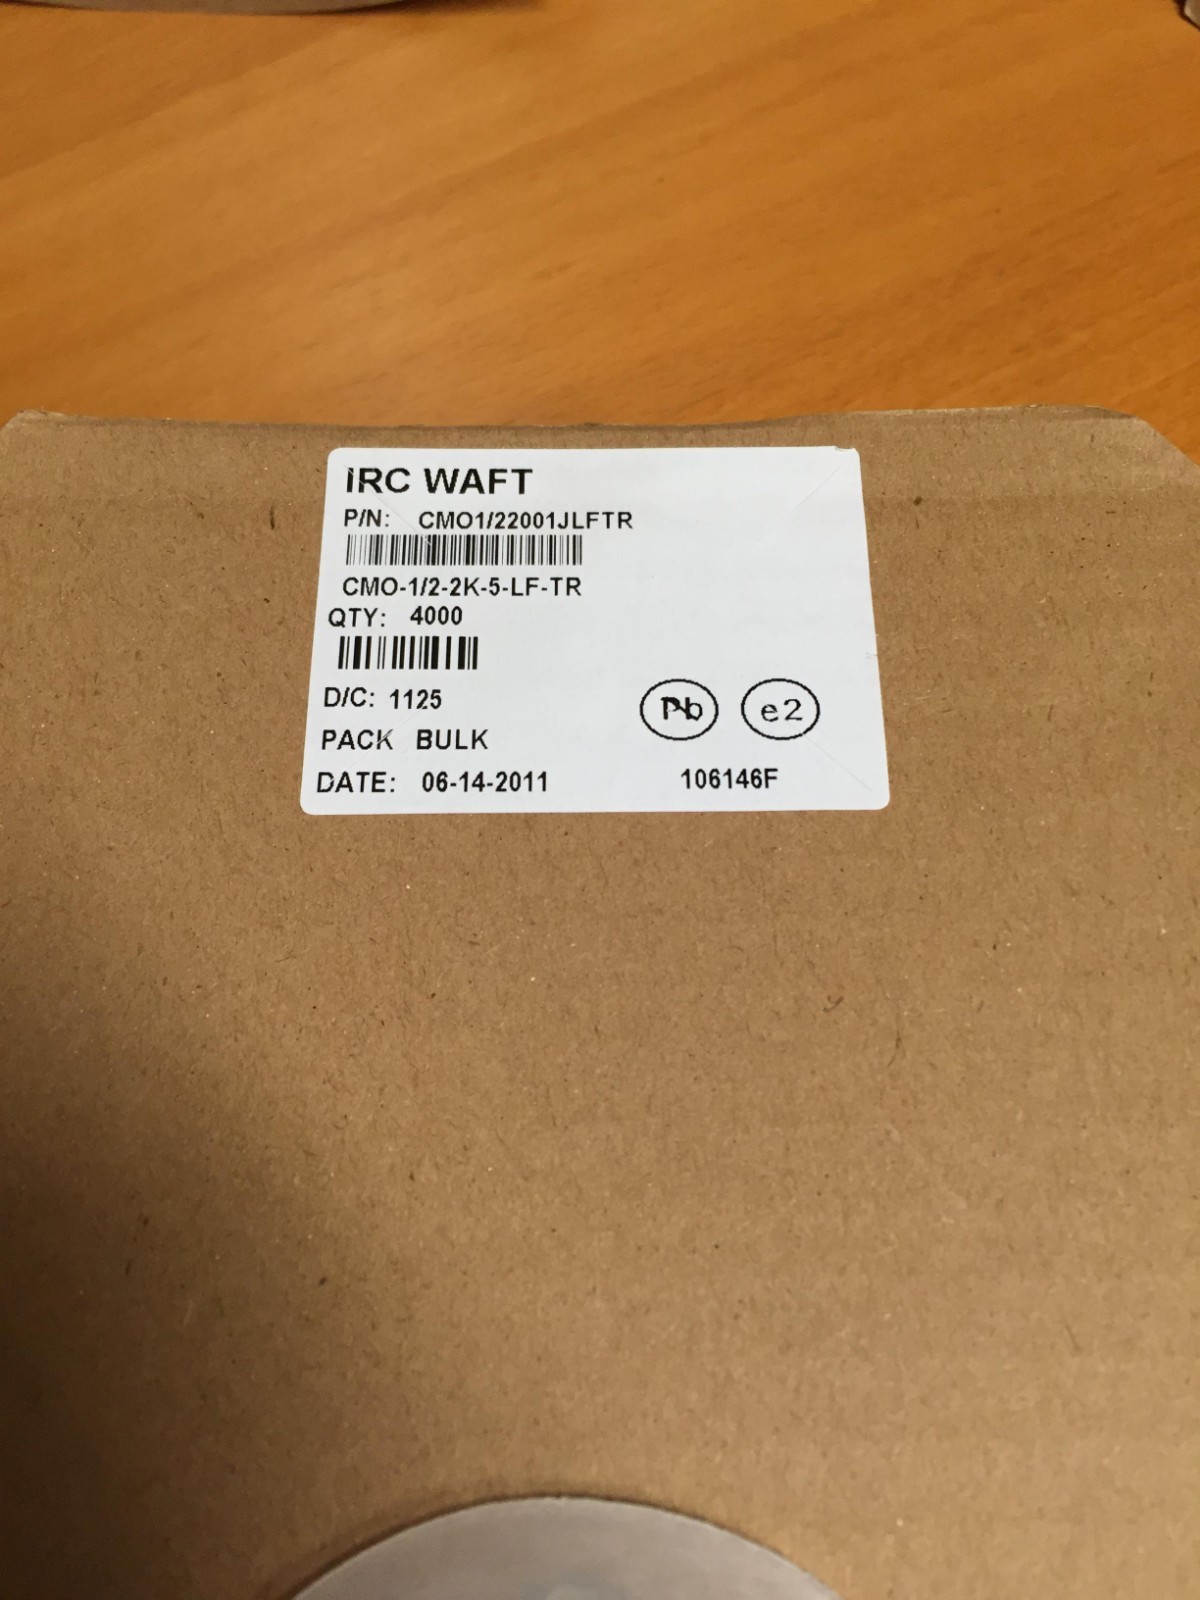 IRC WAFT
P/N: CMO1/22001JLFTR
CMO-1/2-2K-5-LF-TR
QTY: 4000
D/C: 1125
Pb e2
PACK BULK
DATE: 06-14-2011 106146F